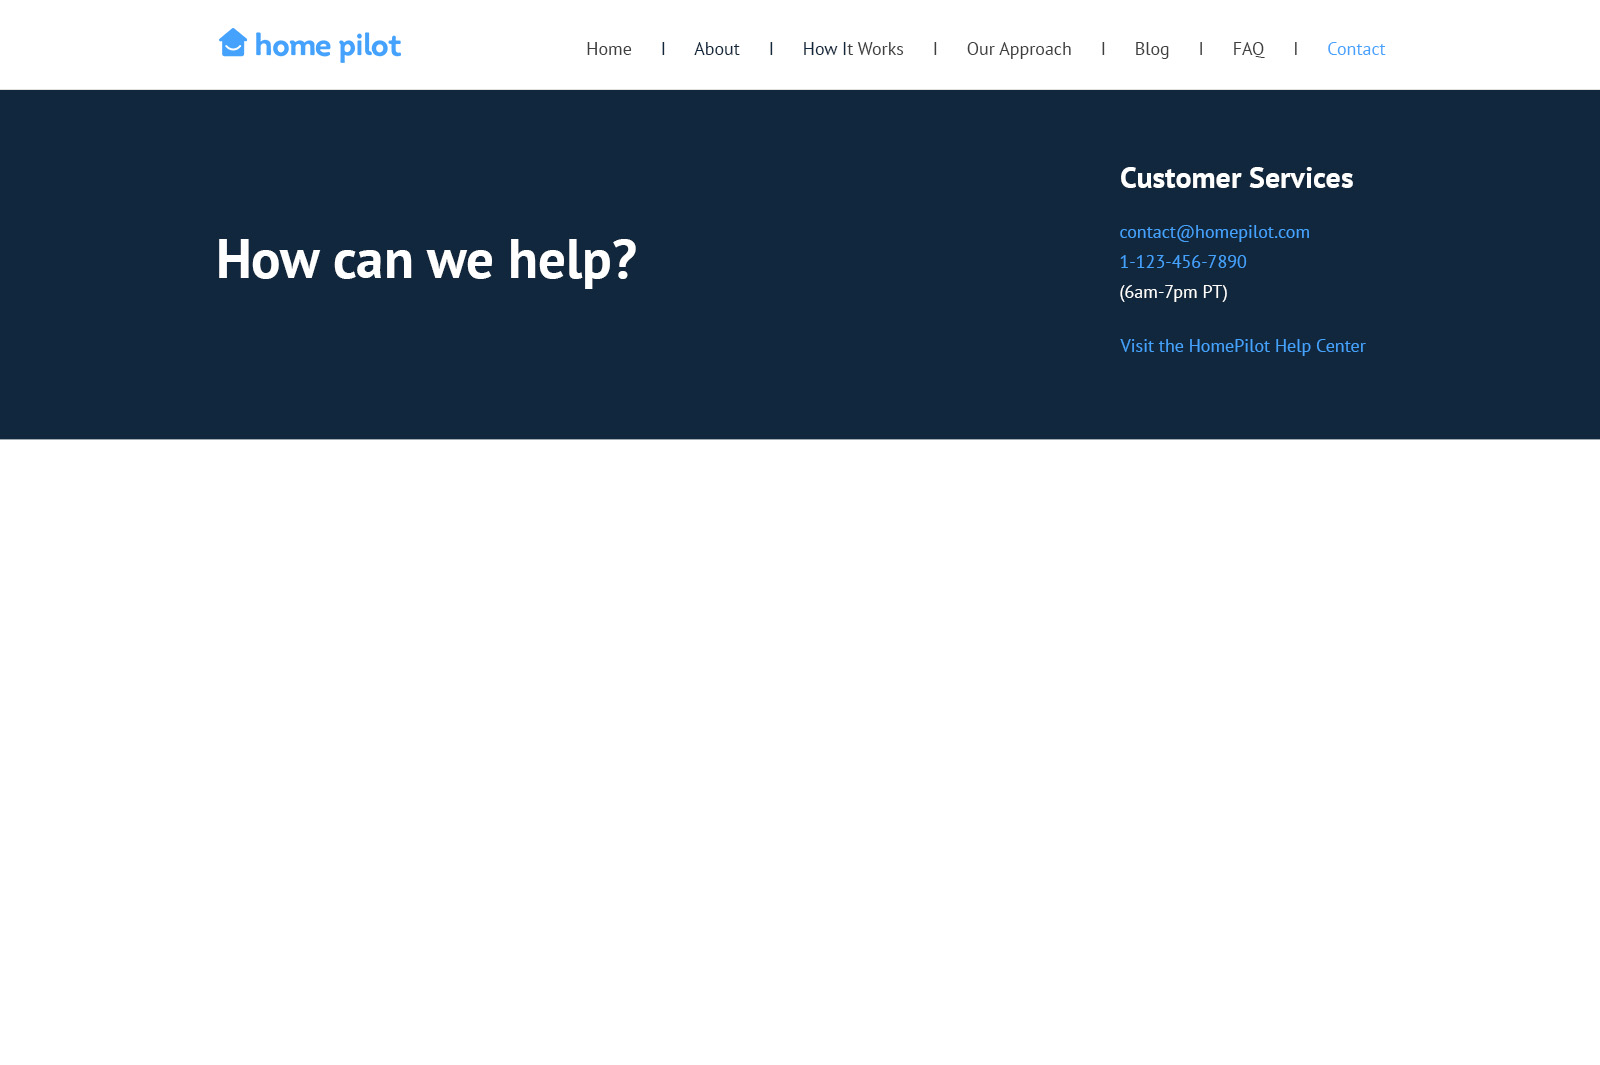 home pilot
Home I About I How It Works I Our Approach I Blog I FAQ I Contact
How can we help?
Customer Services
contact@homepilot.com
1-123-456-7890
(6am-7pm PT)
Visit the HomePilot Help Center